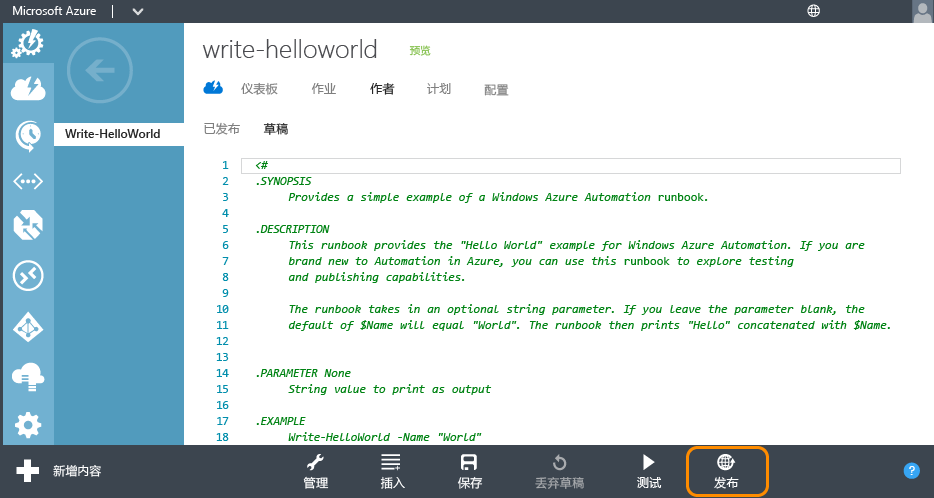 Microsoft Azure
write-helloworld 预览
仪表板 作业 作者 计划 配置
Write-HelloWorld
已发布 草稿
1 <#
2 .SYNOPSIS
3 Provides a simple example of a Windows Azure Automation runbook.
4
5 .DESCRIPTION
6 This runbook provides the "Hello World" example for Windows Azure Automation. If you are
7 brand new to Automation in Azure, you can use this runbook to explore testing
8 and publishing capabilities.
9
10 The runbook takes in an optional string parameter. If you leave the parameter blank, the
11 default of $Name will equal "World". The runbook then prints "Hello" concatenated with $Name.
12
13
14 .PARAMETER None
15 String value to print as output
16
17 .EXAMPLE
18 Write-HelloWorld -Name "World"
新增内容 管理 插入 保存 丢弃草稿 测试 发布 ?